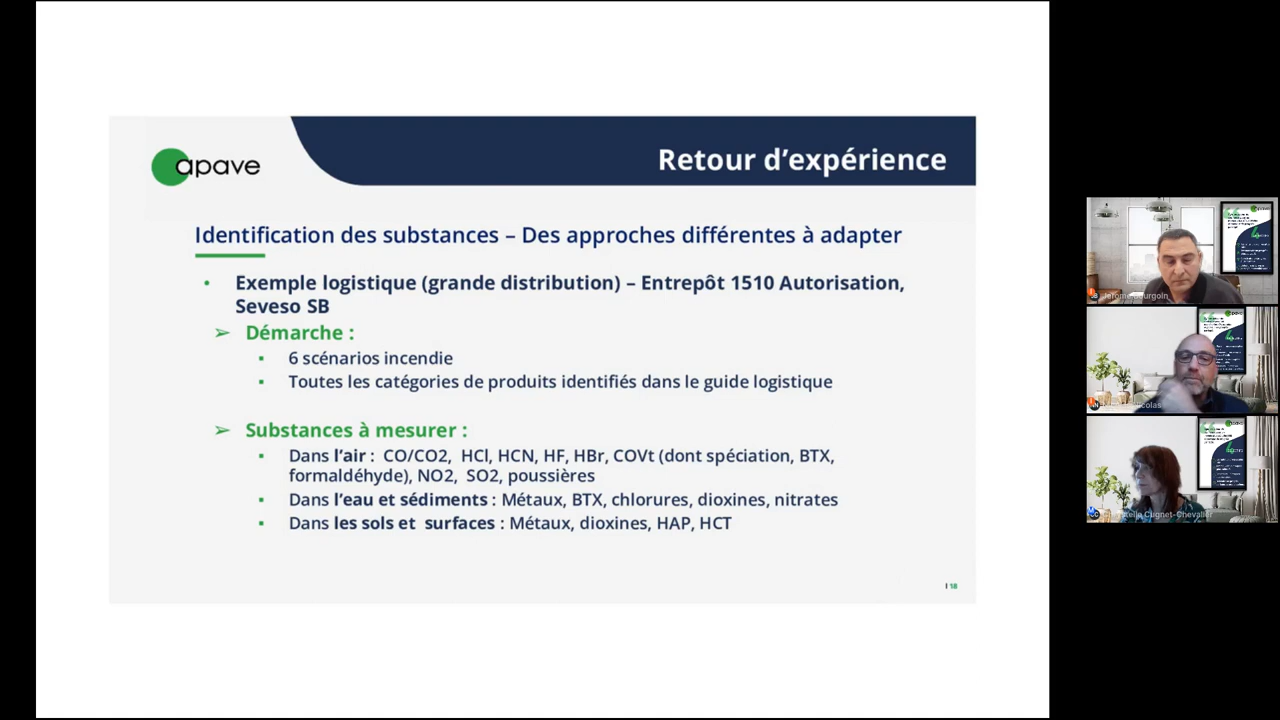 apave
Retour d'expérience
Identification des substances – Des approches différentes à adapter
• Exemple logistique (grande distribution) – Entrepôt 1510 Autorisation,
Seveso SB
➢ Démarche :
▪ 6 scénarios incendie
▪ Toutes les catégories de produits identifiés dans le guide logistique
➢ Substances à mesurer :
▪ Dans l'air : CO/CO2, HCl, HCN, HF, HBr, COVt (dont spéciation, BTX,
formaldéhyde), NO2, SO2, poussières
▪ Dans l'eau et sédiments : Métaux, BTX, chlorures, dioxines, nitrates
▪ Dans les sols et surfaces : Métaux, dioxines, HAP, HCT
I 18
Cugnet-Chevalier